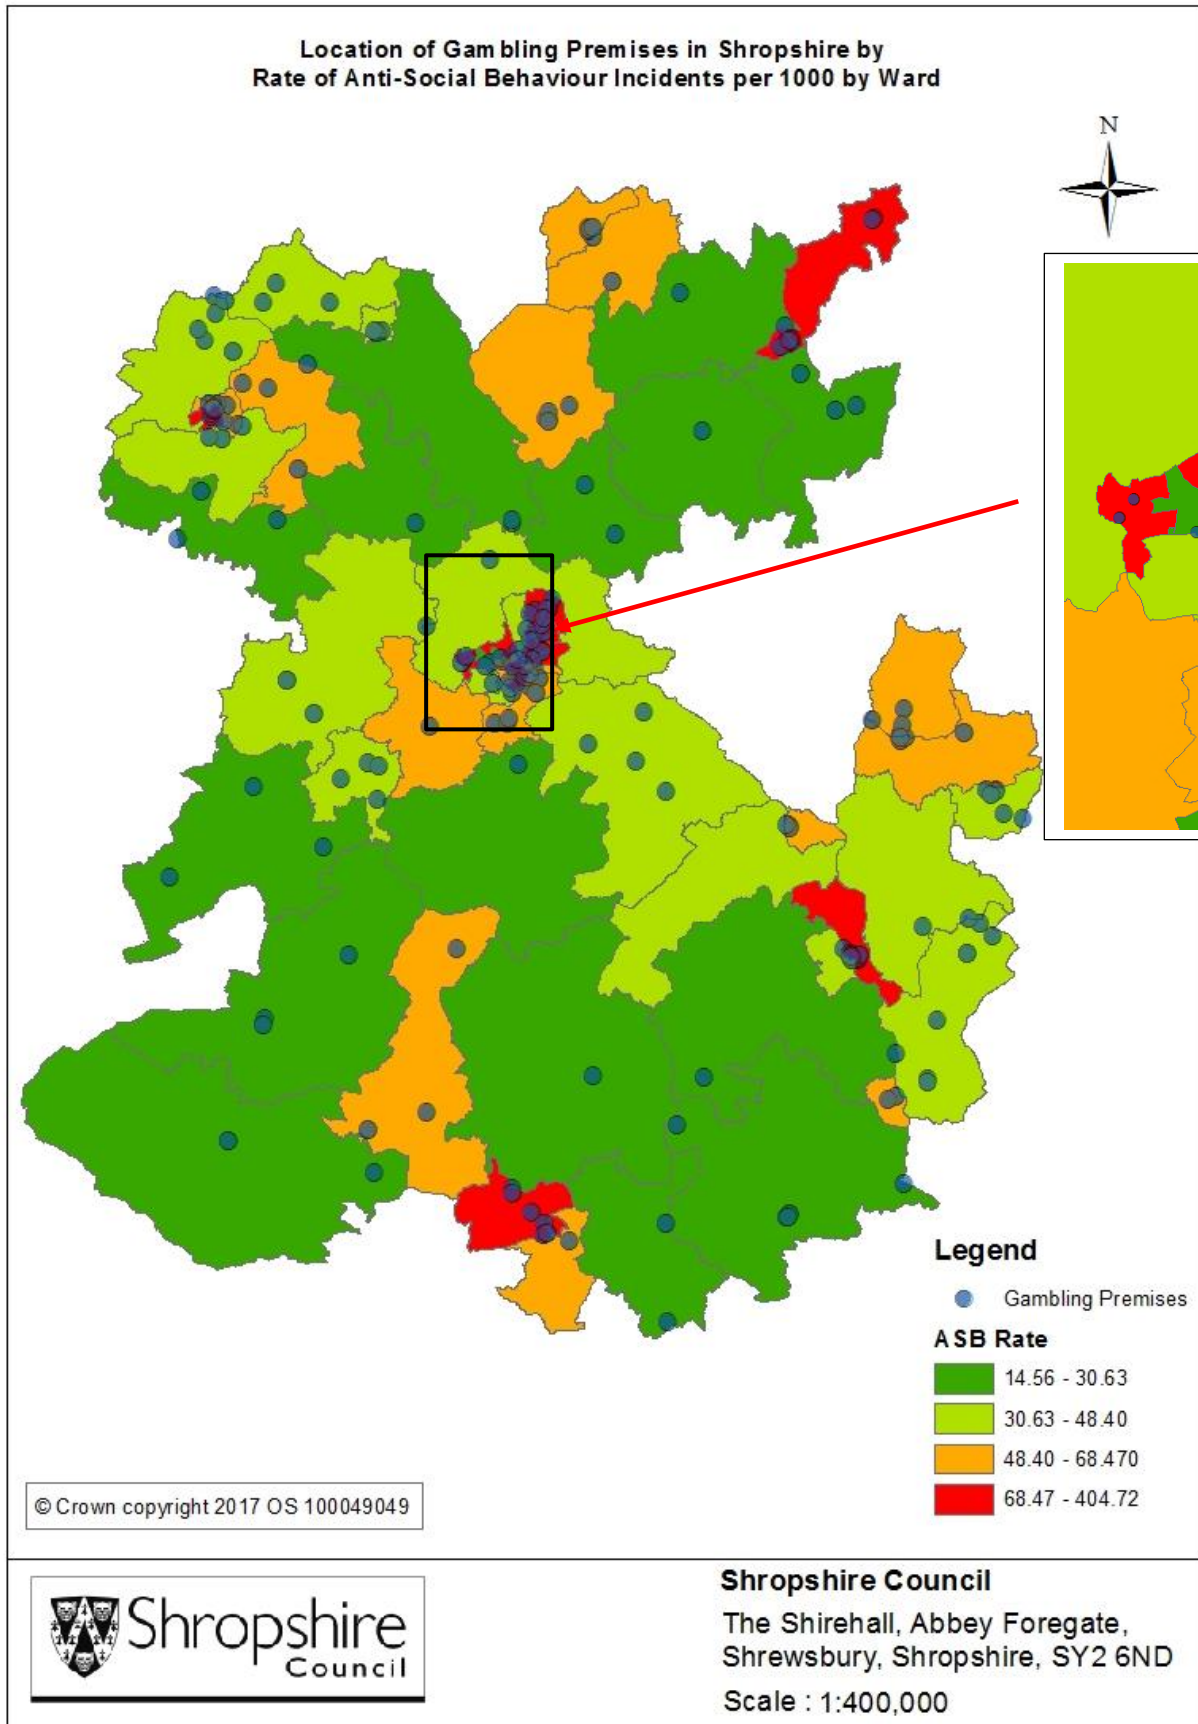 Location of Gambling Premises in Shropshire by
Rate of Anti-Social Behaviour Incidents per 1000 by Ward
N
Legend
Gambling Premises
ASB Rate
14.56 - 30.63
30.63 - 48.40
48.40 - 68.470
68.47 - 404.72
© Crown copyright 2017 OS 100049049
Shropshire
Council
Shropshire Council
The Shirehall, Abbey Foregate,
Shrewsbury, Shropshire, SY2 6ND
Scale : 1:400,000